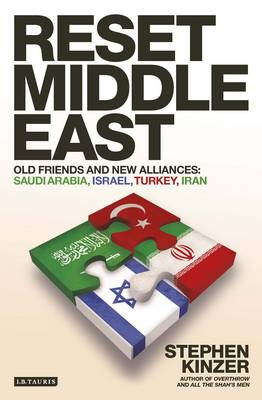 RESET
MIDDLE
EAST
OLD FRIENDS AND NEW ALLIANCES:
SAUDI ARABIA, ISRAEL, TURKEY, IRAN
STEPHEN
KINZER
AUTHOR OF OVERTHROW
AND ALL THE SHAH'S MEN
I.B.TAURIS